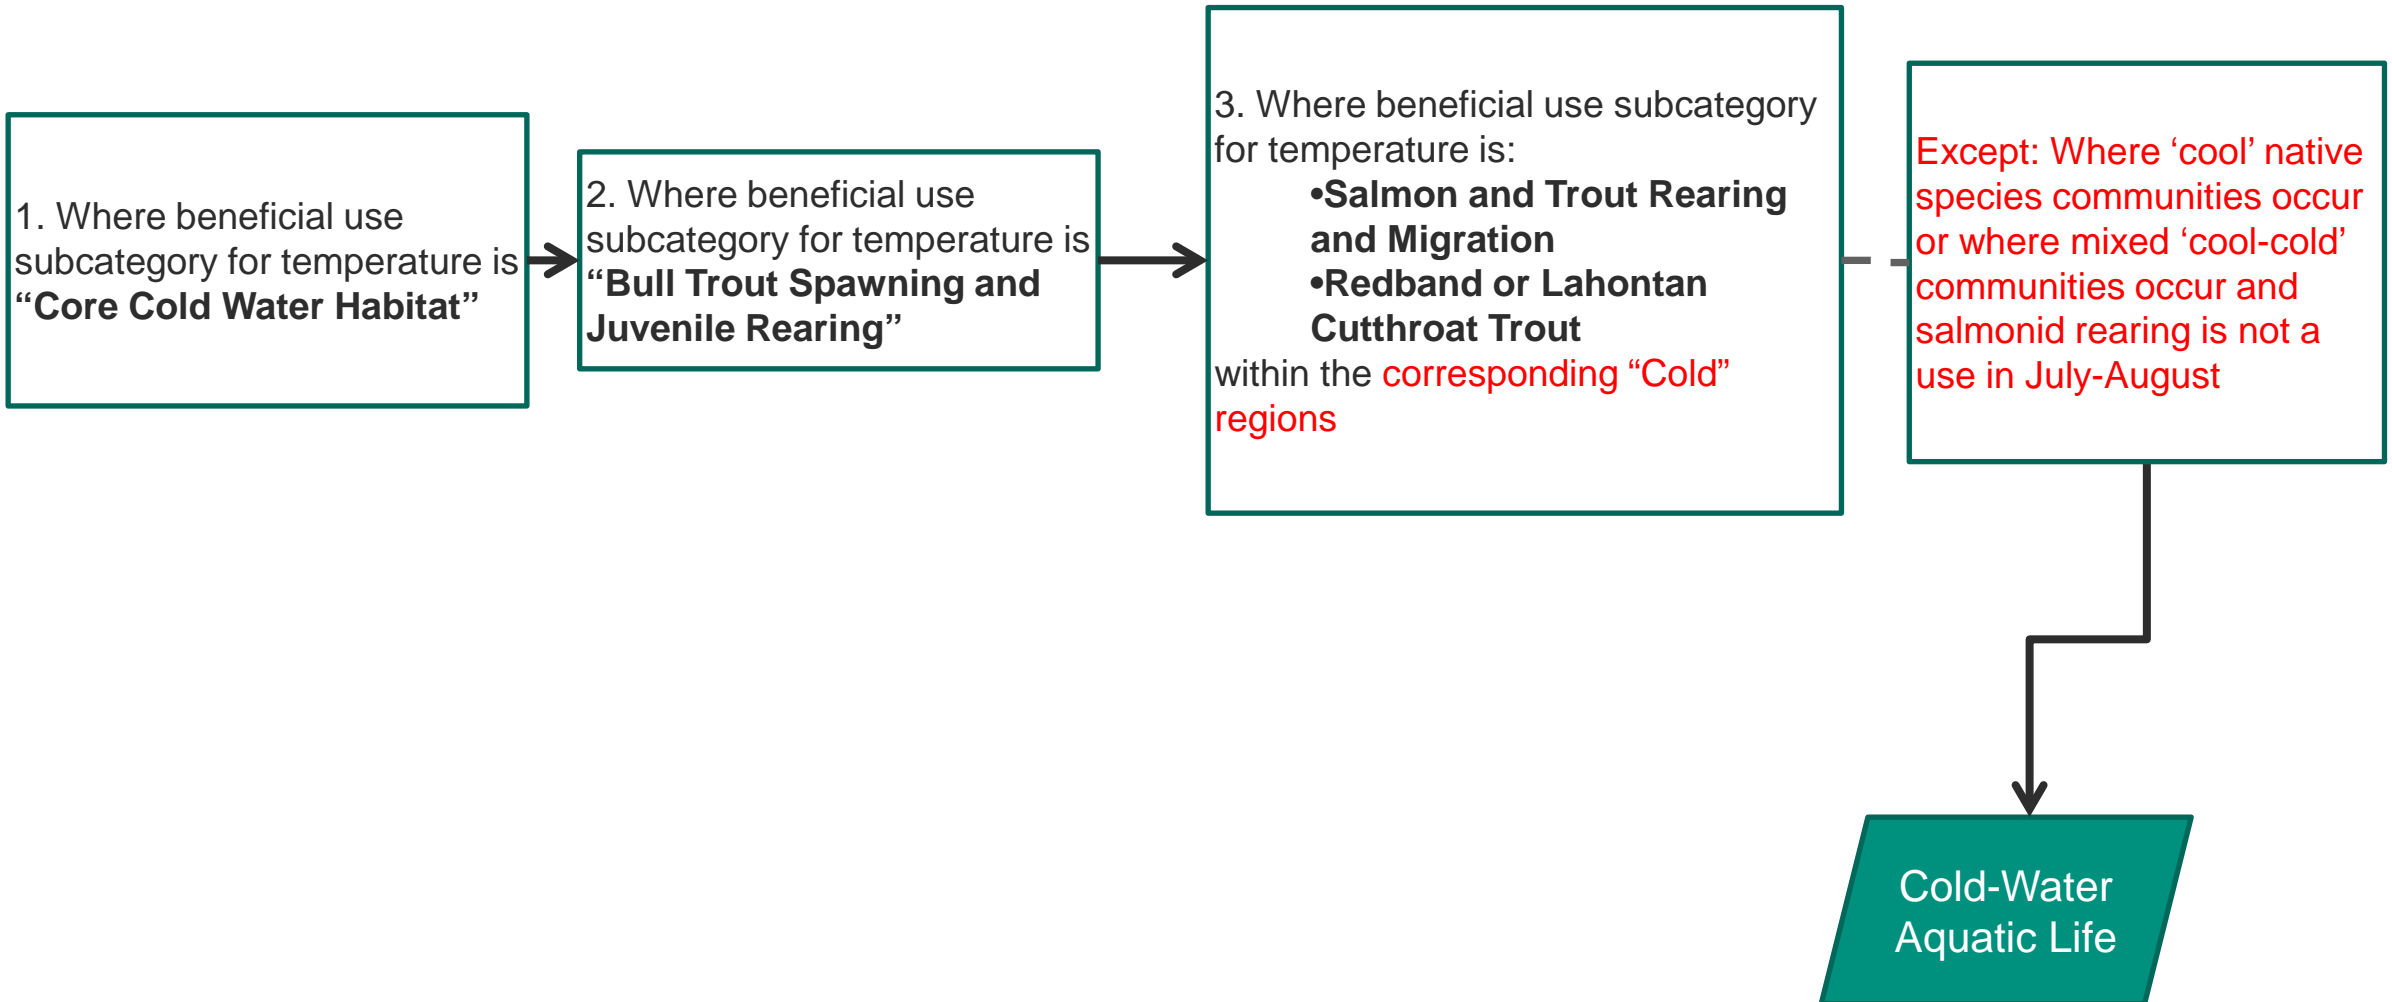 1. Where beneficial use
subcategory for temperature is
“Core Cold Water Habitat”
2. Where beneficial use
subcategory for temperature is
“Bull Trout Spawning and
Juvenile Rearing”
3. Where beneficial use subcategory
for temperature is:
•Salmon and Trout Rearing
and Migration
•Redband or Lahontan
Cutthroat Trout
within the corresponding “Cold”
regions
Except: Where ‘cool’ native
species communities occur
or where mixed ‘cool-cold’
communities occur and
salmonid rearing is not a
use in July-August
Cold-Water
Aquatic Life